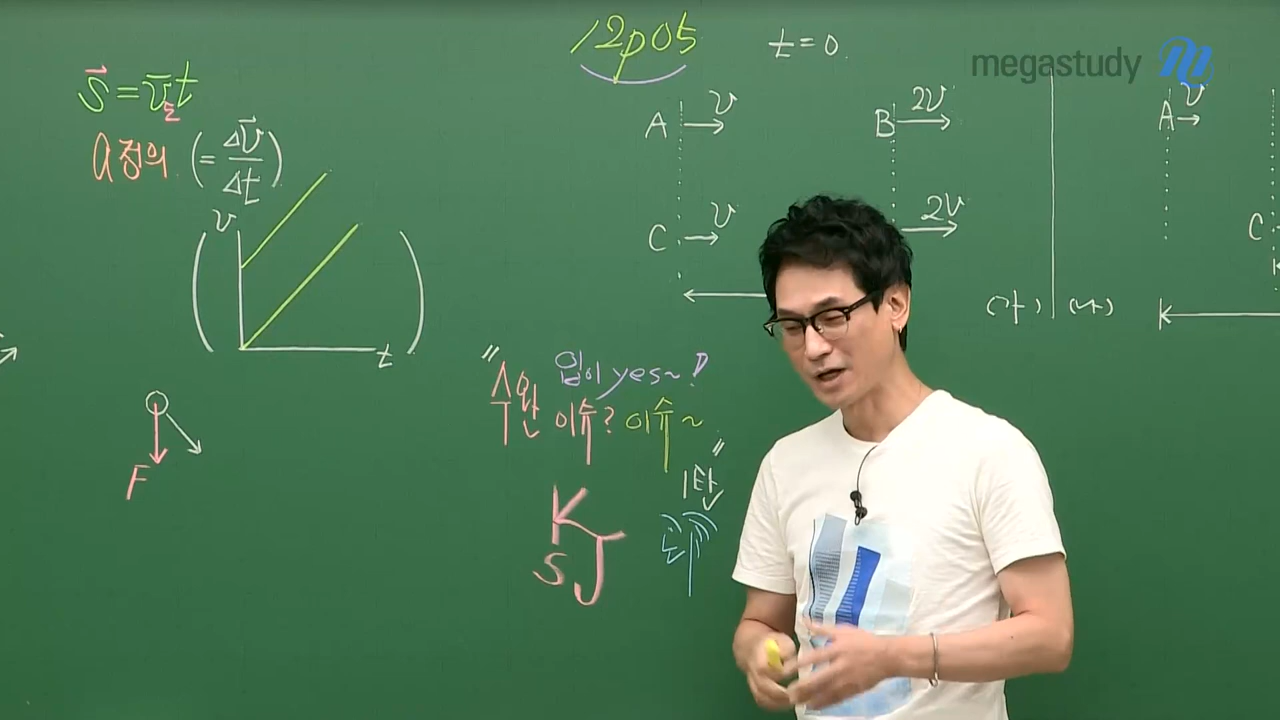 12p05
t=0
megastudy
s⃗ = v̄t
a정의 (= Δv⃗/Δt)
v
t
F
A v
B 2v
C v
2v
(가) (나)
A v
C
"수완 입이 yes~!
이슈? 이슈~"
1탄
K
S J